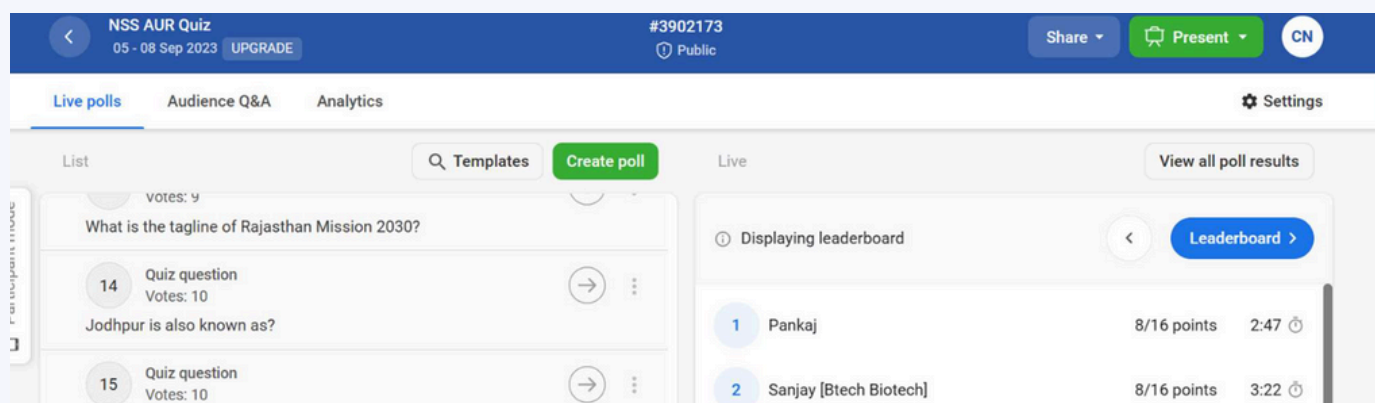 NSS AUR Quiz
05 - 08 Sep 2023 UPGRADE
#3902173
Public
Share
Present
CN
Live polls
Audience Q&A
Analytics
Settings
List
Templates
Create poll
Votes: 9
What is the tagline of Rajasthan Mission 2030?
14
Quiz question
Votes: 10
Jodhpur is also known as?
15
Quiz question
Votes: 10
Participant mode
Live
View all poll results
Displaying leaderboard
Leaderboard
1 Pankaj 8/16 points 2:47
2 Sanjay [Btech Biotech] 8/16 points 3:22